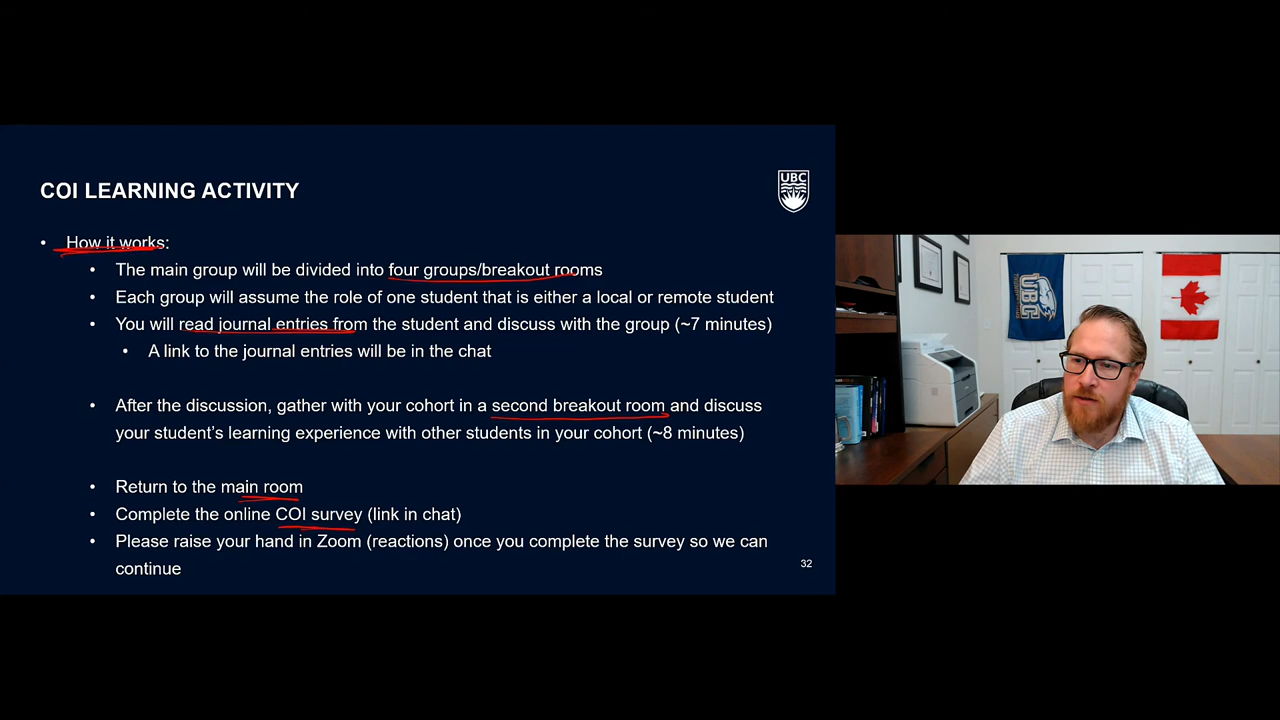 COI LEARNING ACTIVITY
UBC
• How it works:
• The main group will be divided into four groups/breakout rooms
• Each group will assume the role of one student that is either a local or remote student
• You will read journal entries from the student and discuss with the group (~7 minutes)
• A link to the journal entries will be in the chat
• After the discussion, gather with your cohort in a second breakout room and discuss
your student's learning experience with other students in your cohort (~8 minutes)
• Return to the main room
• Complete the online COI survey (link in chat)
• Please raise your hand in Zoom (reactions) once you complete the survey so we can
continue
32
UBC